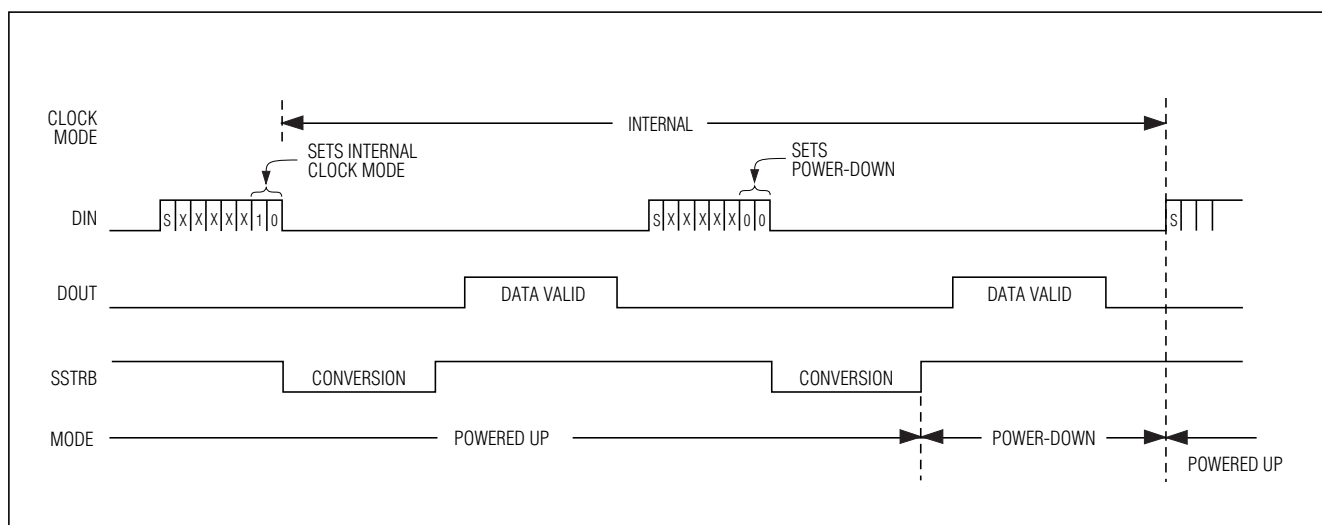 CLOCK
MODE
INTERNAL
SETS INTERNAL
CLOCK MODE
SETS
POWER-DOWN
DIN
S X X X X X 1 0
S X X X X X 0 0
S
DOUT
DATA VALID
DATA VALID
SSTRB
CONVERSION
CONVERSION
MODE
POWERED UP
POWER-DOWN
POWERED UP